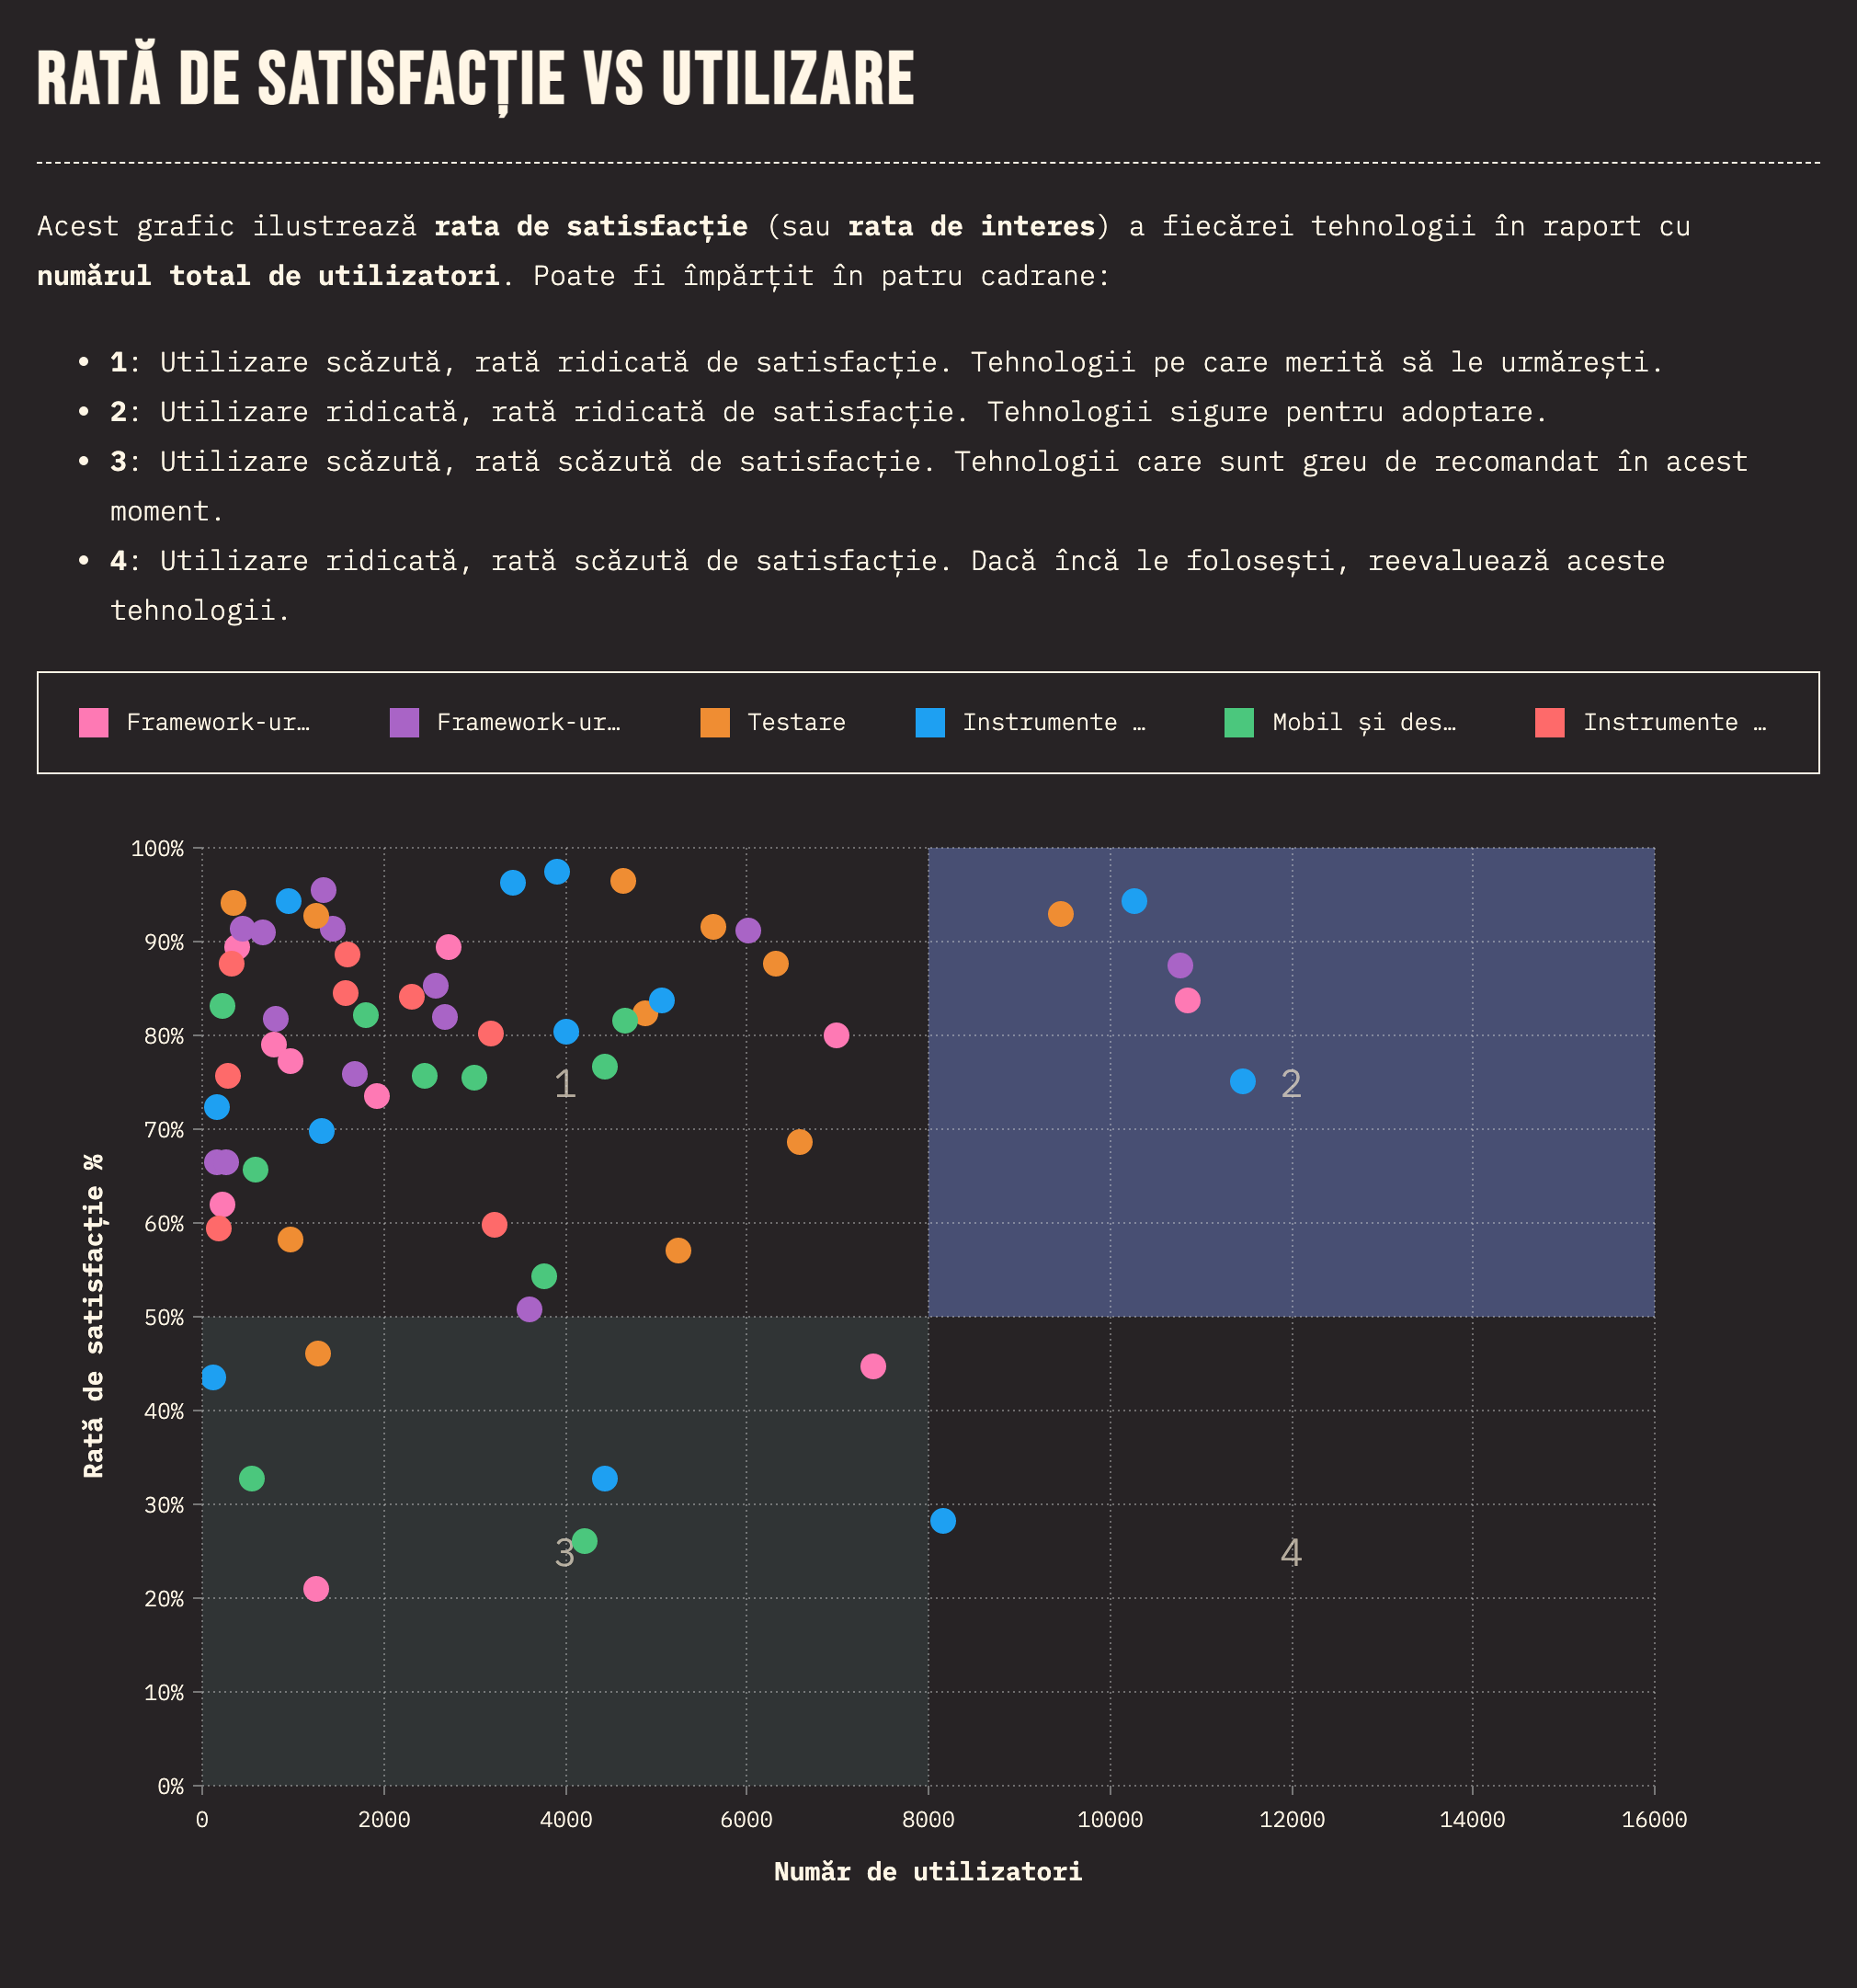 RATĂ DE SATISFACȚIE VS UTILIZARE
Acest grafic ilustrează rata de satisfacție (sau rata de interes) a fiecărei tehnologii în raport cu
numărul total de utilizatori. Poate fi împărțit în patru cadrane:
• 1: Utilizare scăzută, rată ridicată de satisfacție. Tehnologii pe care merită să le urmărești.
• 2: Utilizare ridicată, rată ridicată de satisfacție. Tehnologii sigure pentru adoptare.
• 3: Utilizare scăzută, rată scăzută de satisfacție. Tehnologii care sunt greu de recomandat în acest
moment.
• 4: Utilizare ridicată, rată scăzută de satisfacție. Dacă încă le folosești, reevaluează aceste
tehnologii.
Framework-ur… Framework-ur… Testare Instrumente … Mobil și des… Instrumente …
Rată de satisfacție %
100%
90%
80%
70%
60%
50%
40%
30%
20%
10%
0%
1
2
3
4
0 2000 4000 6000 8000 10000 12000 14000 16000
Număr de utilizatori